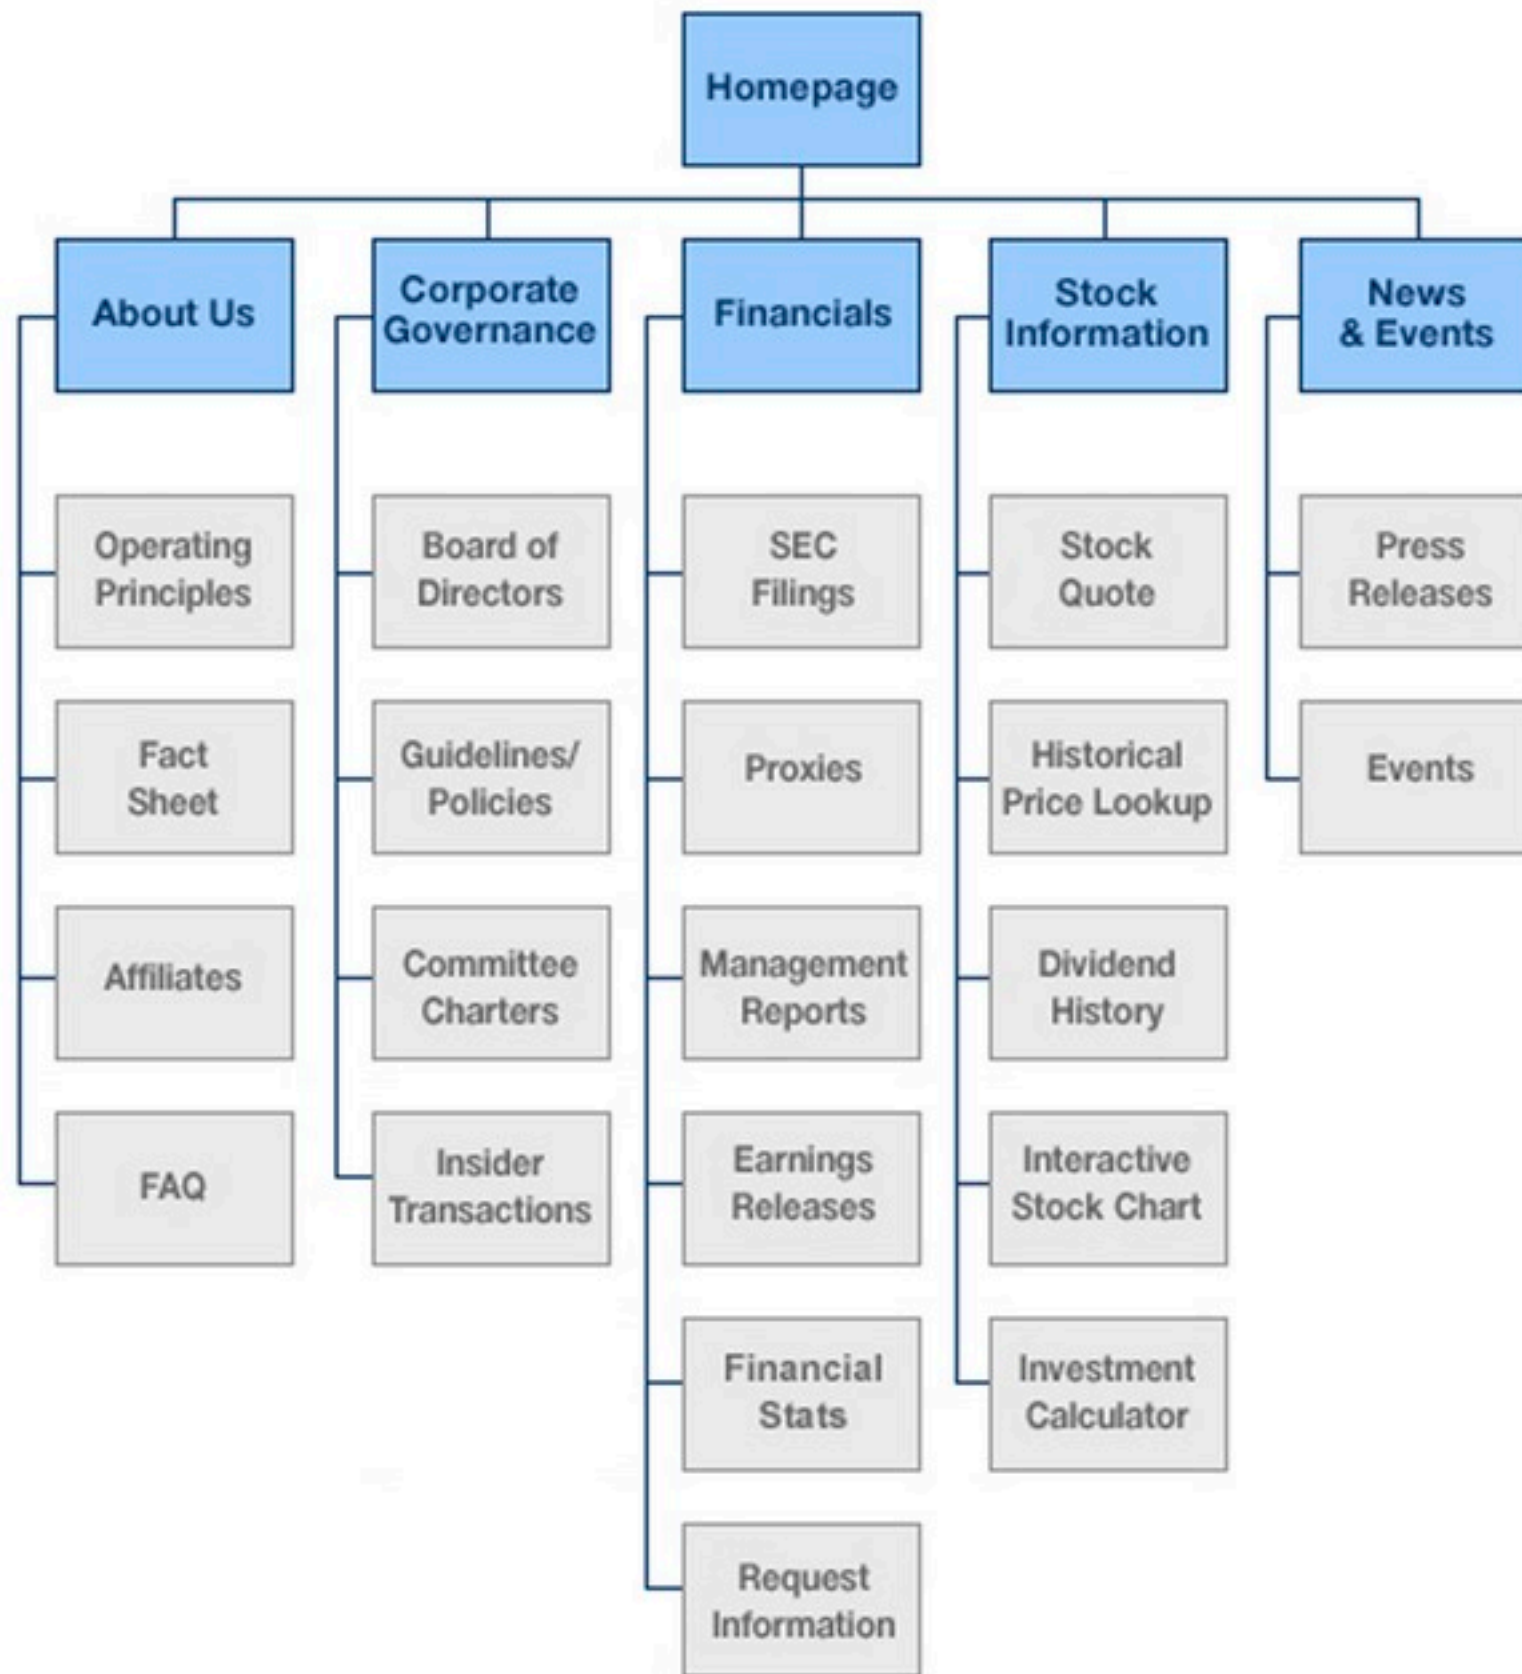 Homepage
About Us
Corporate
Governance
Financials
Stock
Information
News
& Events
Operating
Principles
Fact
Sheet
Affiliates
FAQ
Board of
Directors
Guidelines/
Policies
Committee
Charters
Insider
Transactions
SEC
Filings
Proxies
Management
Reports
Earnings
Releases
Financial
Stats
Request
Information
Stock
Quote
Historical
Price Lookup
Dividend
History
Interactive
Stock Chart
Investment
Calculator
Press
Releases
Events